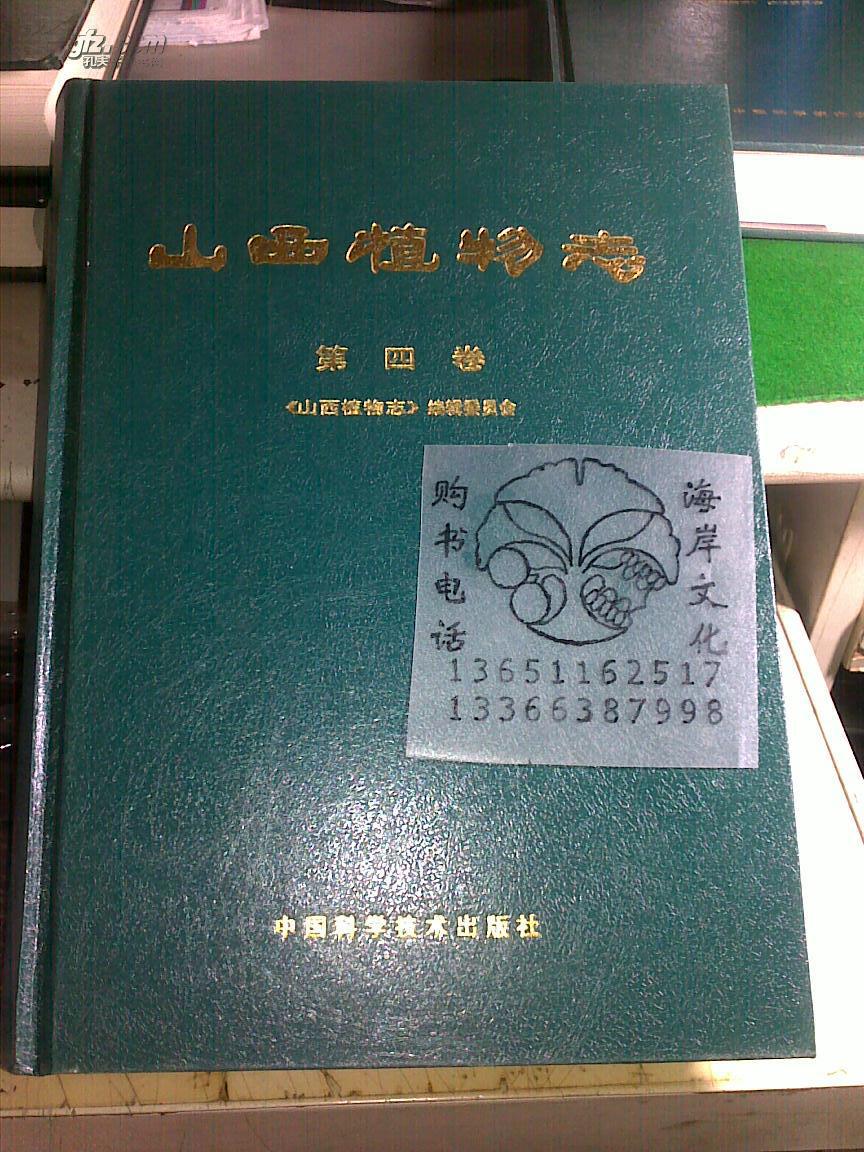 山西植物志
第四卷
《山西植物志》编辑委员会
购书电话
海岸文化
13651162517
13366387998
中国科学技术出版社